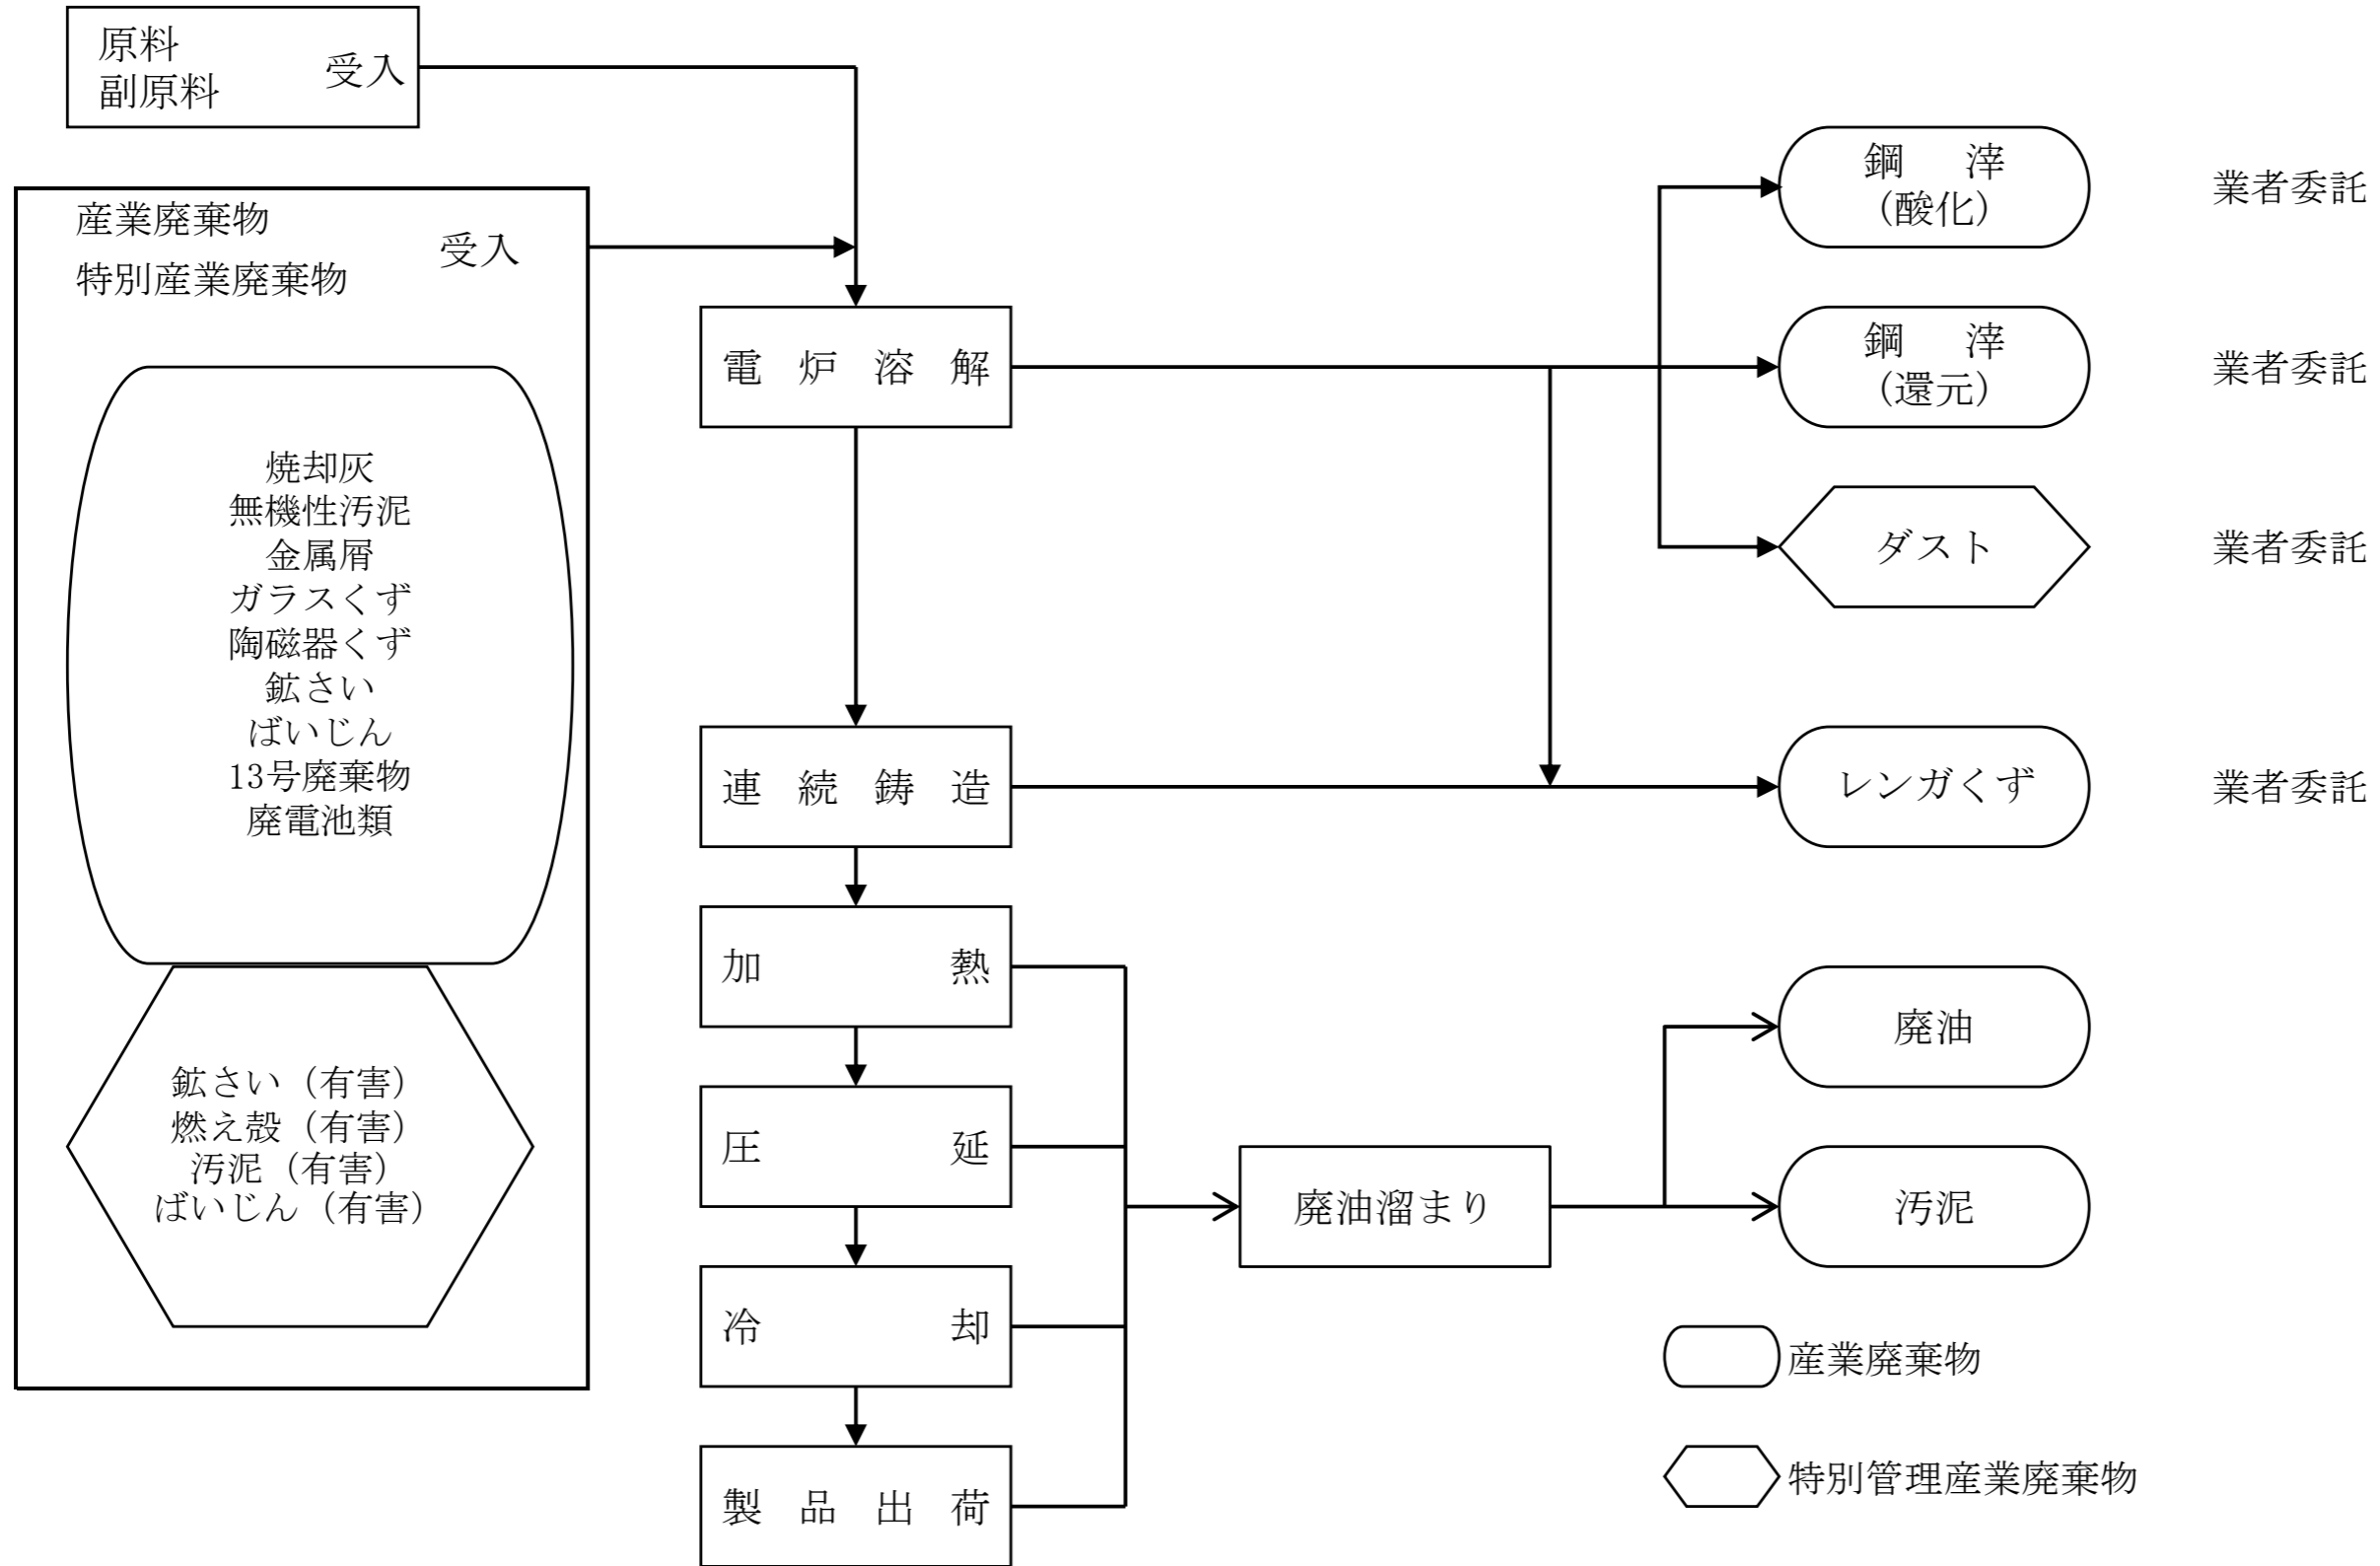 原料
副原料
受入
産業廃棄物
特別産業廃棄物
受入
焼却灰
無機性汚泥
金属屑
ガラスくず
陶磁器くず
鉱さい
ばいじん
13号廃棄物
廃電池類
鉱さい（有害）
燃え殻（有害）
汚泥（有害）
ばいじん（有害）
電炉溶解
連続鋳造
加熱
圧延
冷却
製品出荷
廃油溜まり
鋼滓
（酸化）
業者委託
鋼滓
（還元）
業者委託
ダスト
業者委託
レンガくず
業者委託
廃油
汚泥
産業廃棄物
特別管理産業廃棄物